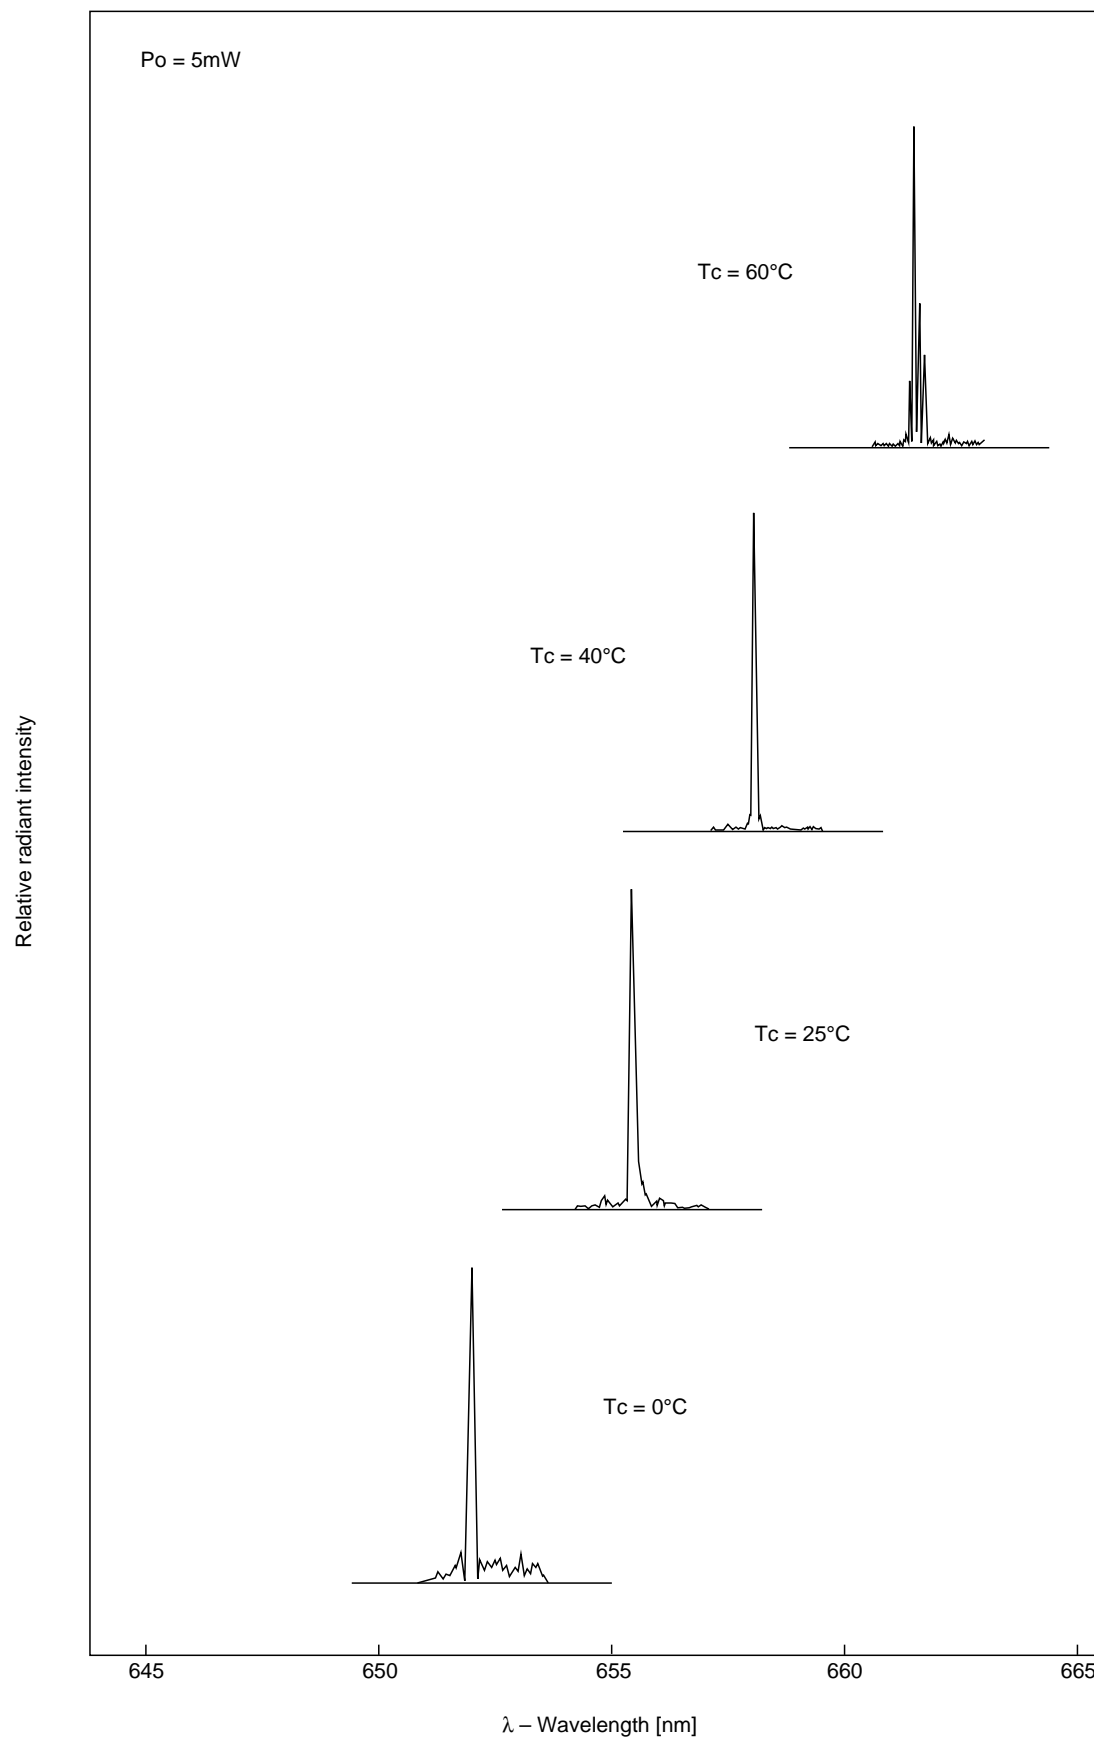 Po = 5mW
Tc = 60°C
Tc = 40°C
Relative radiant intensity
Tc = 25°C
Tc = 0°C
645 650 655 660 665
λ – Wavelength [nm]